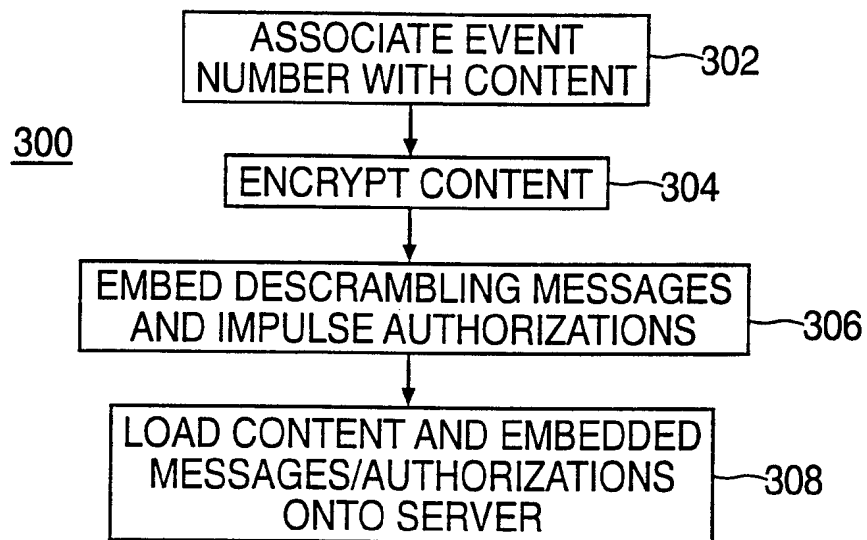 ASSOCIATE EVENT
NUMBER WITH CONTENT
302
300
ENCRYPT CONTENT
304
EMBED DESCRAMBLING MESSAGES
AND IMPULSE AUTHORIZATIONS
306
LOAD CONTENT AND EMBEDDED
MESSAGES/AUTHORIZATIONS
ONTO SERVER
308